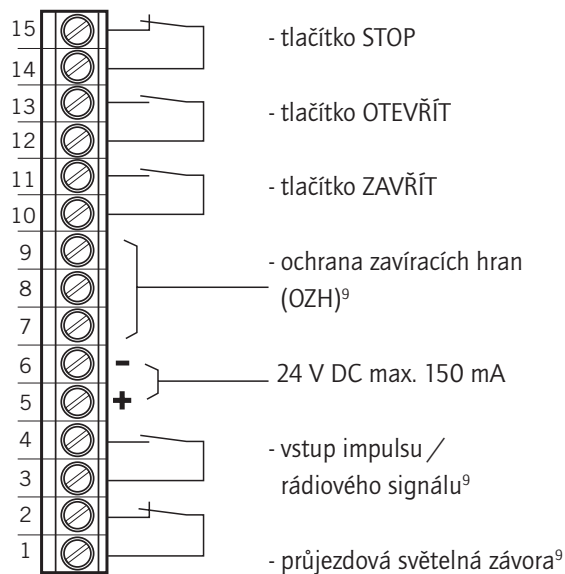 15 - tlačítko STOP
14
13 - tlačítko OTEVŘÍT
12
11 - tlačítko ZAVŘÍT
10
9 - ochrana zavíracích hran
8 (OZH)⁹
7
6 -
24 V DC max. 150 mA
5 +
4 - vstup impulsu /
3 rádiového signálu⁹
2
1 - průjezdová světelná závora⁹